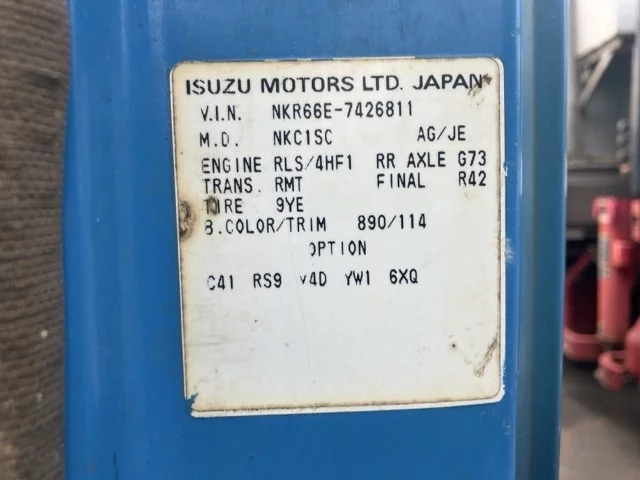 ISUZU MOTORS LTD. JAPAN
V.I.N. NKR66E-7426811
M.D. NKC1SC AG/JE
ENGINE RLS/4HF1 RR AXLE G73
TRANS. RMT FINAL R42
TIRE 9YE
B.COLOR/TRIM 890/114
OPTION
C41 RS9 V4D YW1 6XQ